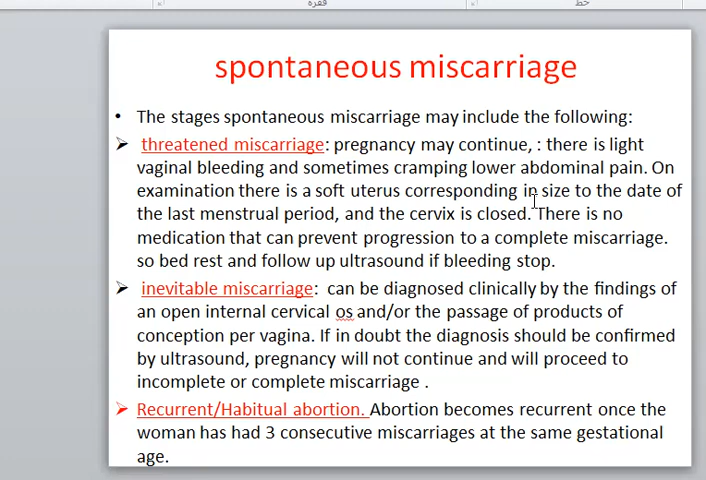 فقرة
خط
spontaneous miscarriage
• The stages spontaneous miscarriage may include the following:
➢ threatened miscarriage: pregnancy may continue, : there is light
vaginal bleeding and sometimes cramping lower abdominal pain. On
examination there is a soft uterus corresponding in size to the date of
the last menstrual period, and the cervix is closed. There is no
medication that can prevent progression to a complete miscarriage.
so bed rest and follow up ultrasound if bleeding stop.
➢ inevitable miscarriage: can be diagnosed clinically by the findings of
an open internal cervical os and/or the passage of products of
conception per vagina. If in doubt the diagnosis should be confirmed
by ultrasound, pregnancy will not continue and will proceed to
incomplete or complete miscarriage .
➢ Recurrent/Habitual abortion. Abortion becomes recurrent once the
woman has had 3 consecutive miscarriages at the same gestational
age.